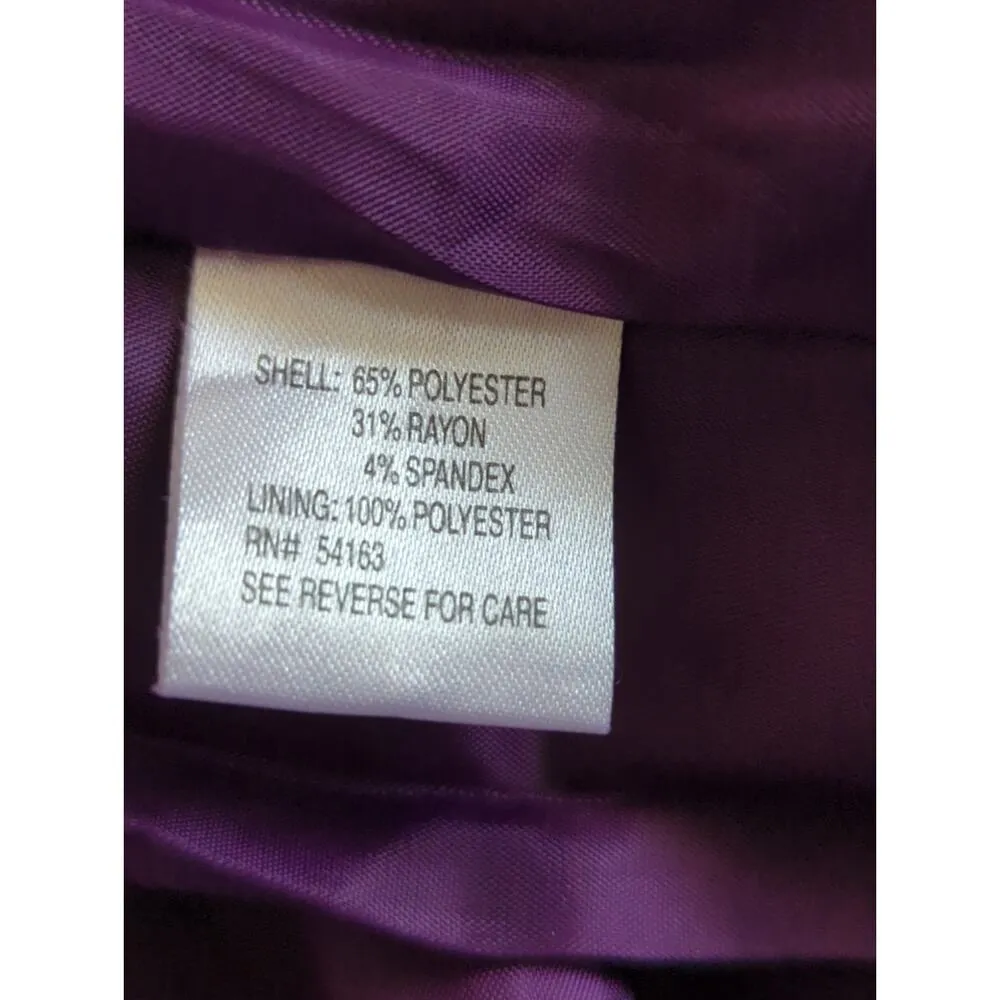 SHELL: 65% POLYESTER
31% RAYON
4% SPANDEX
LINING: 100% POLYESTER
RN# 54163
SEE REVERSE FOR CARE